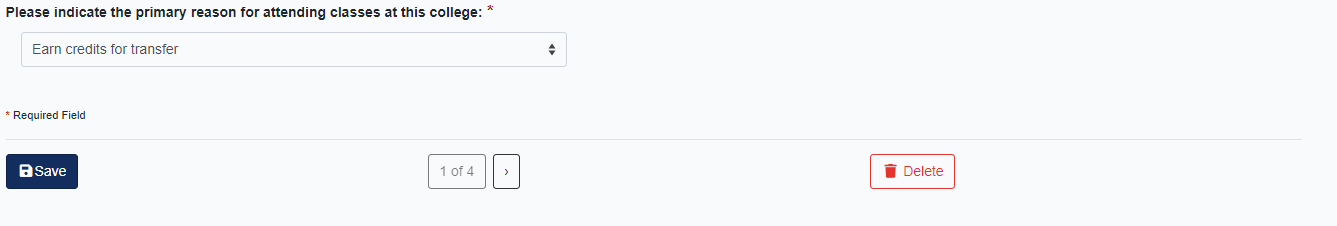 Please indicate the primary reason for attending classes at this college: *
Earn credits for transfer
* Required Field
Save 1 of 4 › Delete